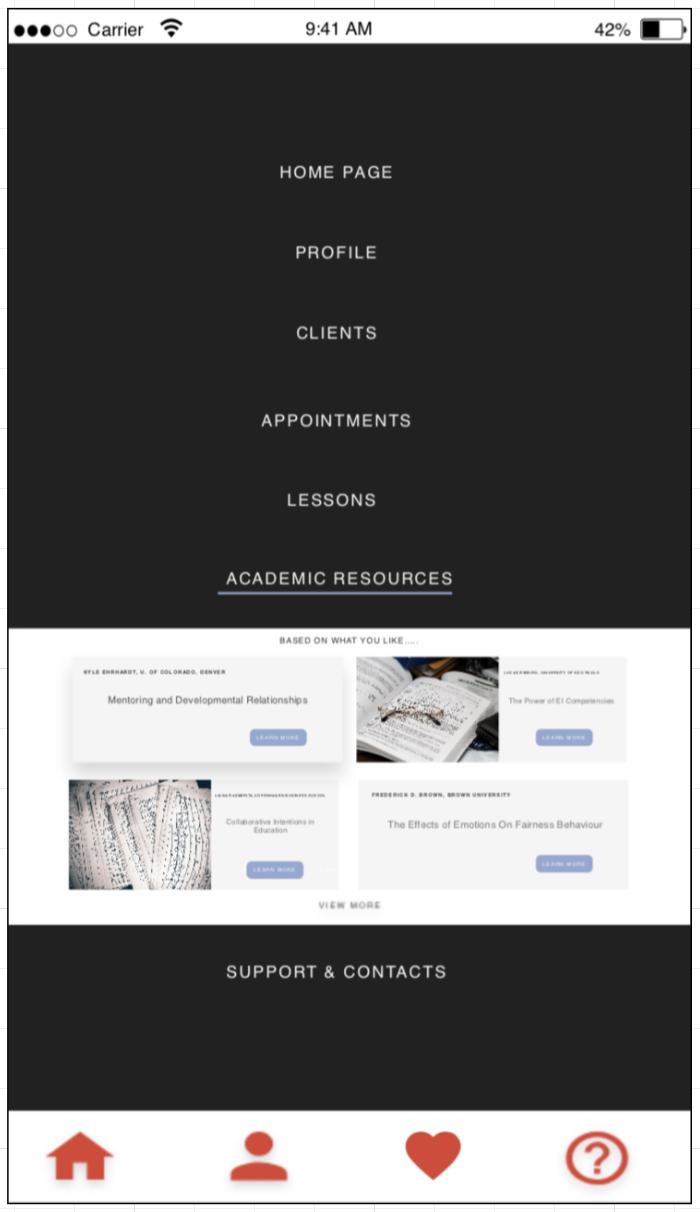 Carrier 9:41 AM 42%
HOME PAGE
PROFILE
CLIENTS
APPOINTMENTS
LESSONS
ACADEMIC RESOURCES
BASED ON WHAT YOU LIKE.....
KYLE EHRHARDT, U. OF COLORADO, DENVER
Mentoring and Developmental Relationships
LEARN MORE
The Power of EI Competencies
LEARN MORE
Collaborative Intentions in
Education
LEARN MORE
FREDERICK D. BROWN, BROWN UNIVERSITY
The Effects of Emotions On Fairness Behaviour
LEARN MORE
VIEW MORE
SUPPORT & CONTACTS
?